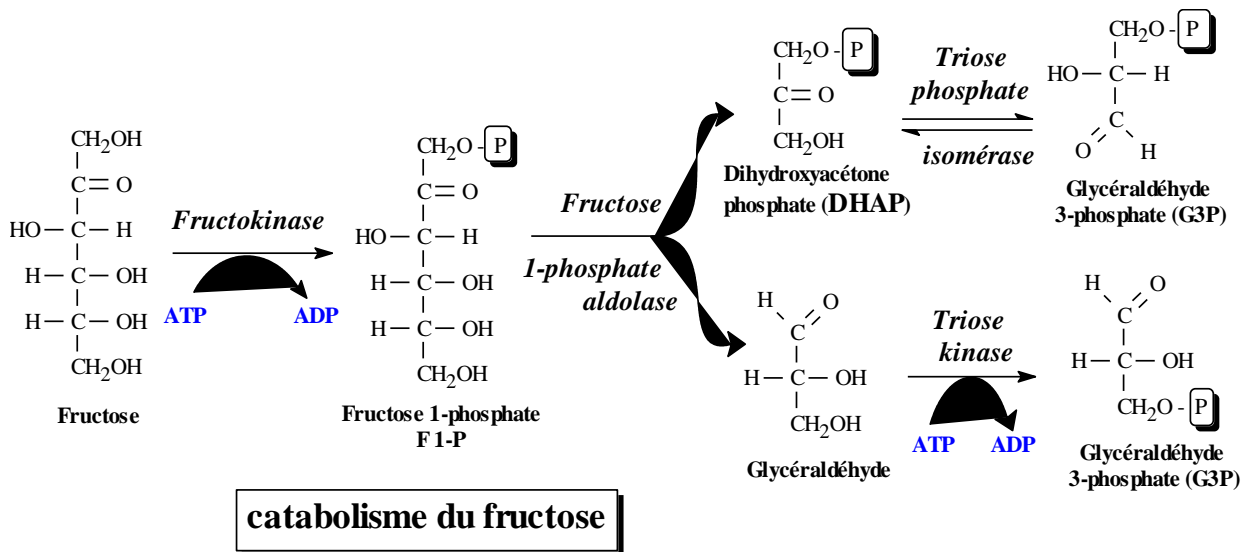 CH2OH
C=O
HO-C-H
H-C-OH
H-C-OH
CH2OH
Fructose
Fructokinase
ATP ADP
CH2O-P
C=O
HO-C-H
H-C-OH
H-C-OH
CH2OH
Fructose 1-phosphate
F 1-P
Fructose
1-phosphate
aldolase
CH2O-P
C=O
CH2OH
Dihydroxyacétone
phosphate (DHAP)
Triose
phosphate
isomérase
CH2O-P
HO-C-H
C
O H
Glycéraldéhyde
3-phosphate (G3P)
H O
C
H-C-OH
CH2OH
Glycéraldéhyde
Triose
kinase
ATP ADP
H O
C
H-C-OH
CH2O-P
Glycéraldéhyde
3-phosphate (G3P)
catabolisme du fructose